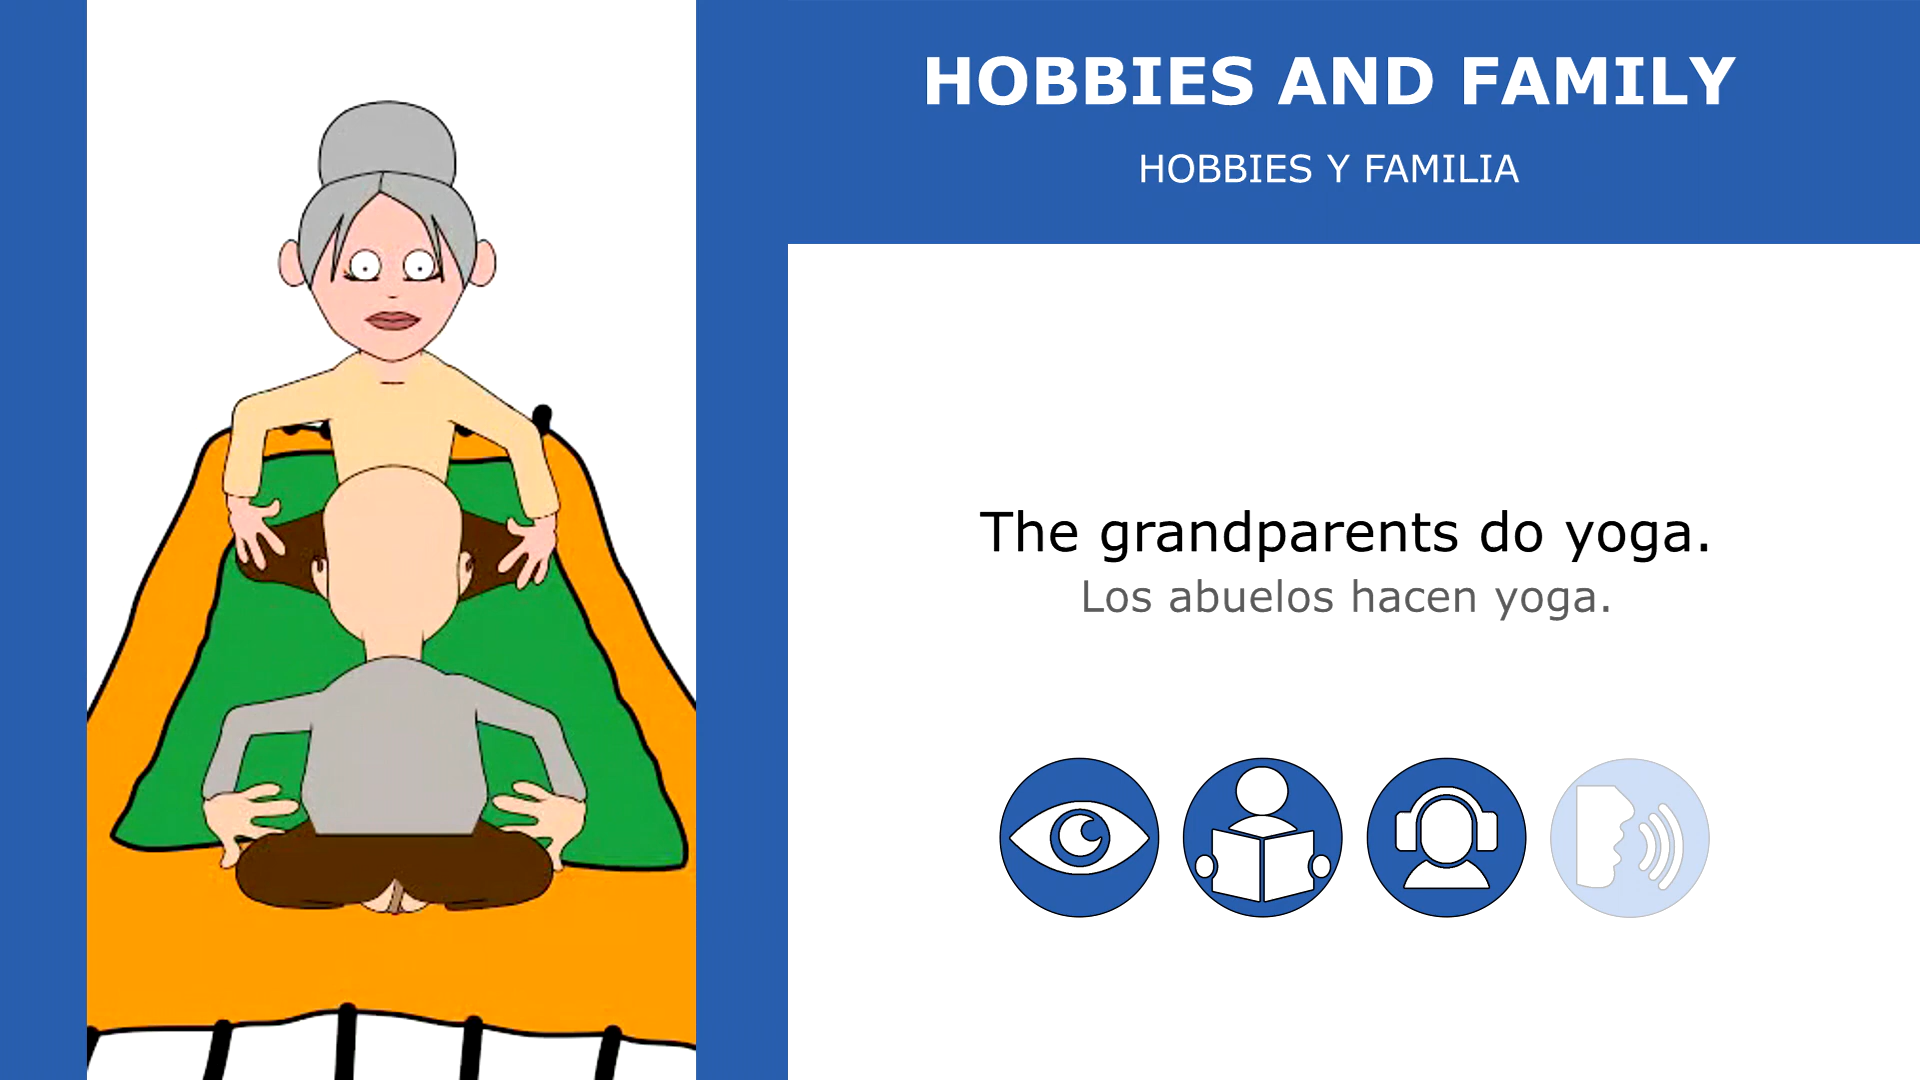 HOBBIES AND FAMILY
HOBBIES Y FAMILIA
The grandparents do yoga.
Los abuelos hacen yoga.